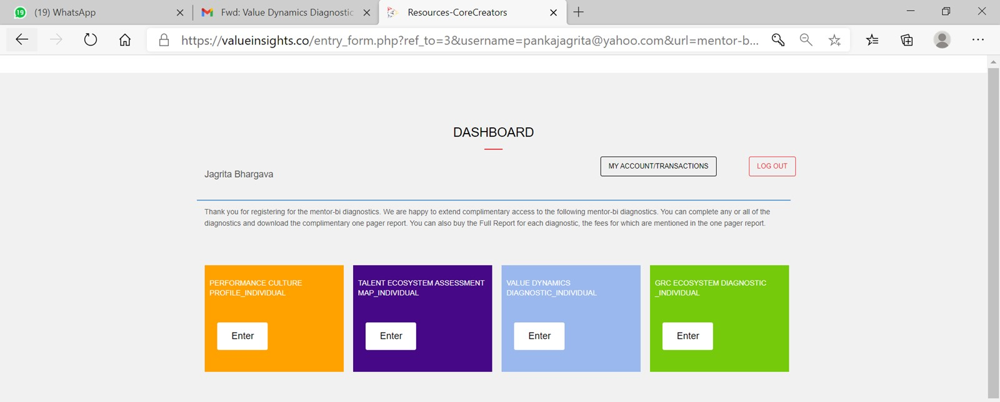 19 (19) WhatsApp
Fwd: Value Dynamics Diagnostic
Resources-CoreCreators
https://valueinsights.co/entry_form.php?ref_to=3&username=pankajagrita@yahoo.com&url=mentor-b...
DASHBOARD
MY ACCOUNT/TRANSACTIONS
LOG OUT
Jagrita Bhargava
Thank you for registering for the mentor-bi diagnostics. We are happy to extend complimentary access to the following mentor-bi diagnostics. You can complete any or all of the
diagnostics and download the complimentary one pager report. You can also buy the Full Report for each diagnostic, the fees for which are mentioned in the one pager report.
PERFORMANCE CULTURE
PROFILE_INDIVIDUAL
Enter
TALENT ECOSYSTEM ASSESSMENT
MAP_INDIVIDUAL
Enter
VALUE DYNAMICS
DIAGNOSTIC_INDIVIDUAL
Enter
GRC ECOSYSTEM DIAGNOSTIC
_INDIVIDUAL
Enter